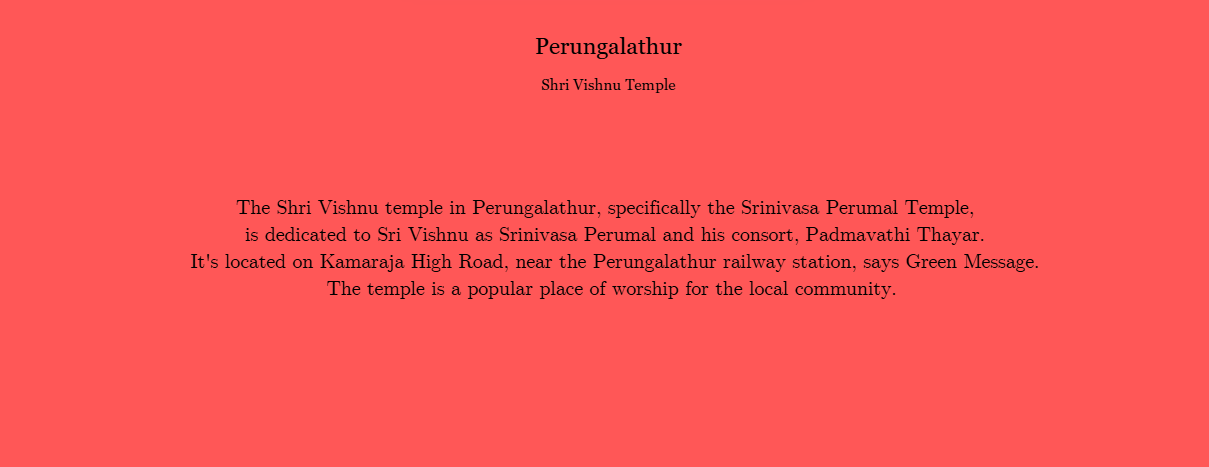 Perungalathur
Shri Vishnu Temple
The Shri Vishnu temple in Perungalathur, specifically the Srinivasa Perumal Temple,
is dedicated to Sri Vishnu as Srinivasa Perumal and his consort, Padmavathi Thayar.
It's located on Kamaraja High Road, near the Perungalathur railway station, says Green Message.
The temple is a popular place of worship for the local community.